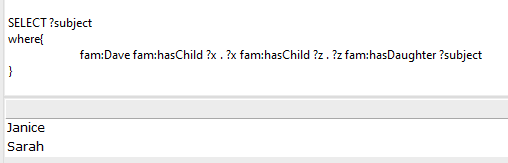 SELECT ?subject
where{
fam:Dave fam:hasChild ?x . ?x fam:hasChild ?z . ?z fam:hasDaughter ?subject
}
Janice
Sarah